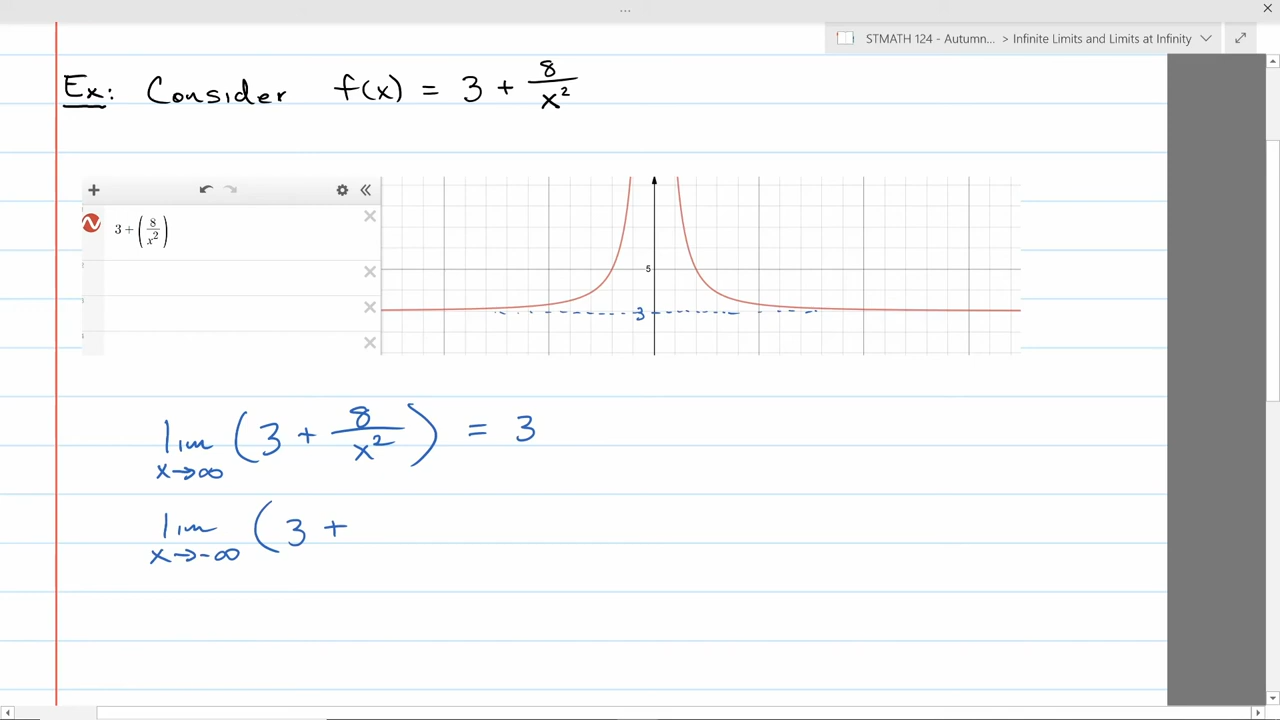 ...
STMATH 124 - Autumn... > Infinite Limits and Limits at Infinity
Ex: Consider f(x) = 3 + 8/x²
3 + (8/x²)
5
3
lim x→∞ (3 + 8/x²) = 3
lim x→-∞ (3 +